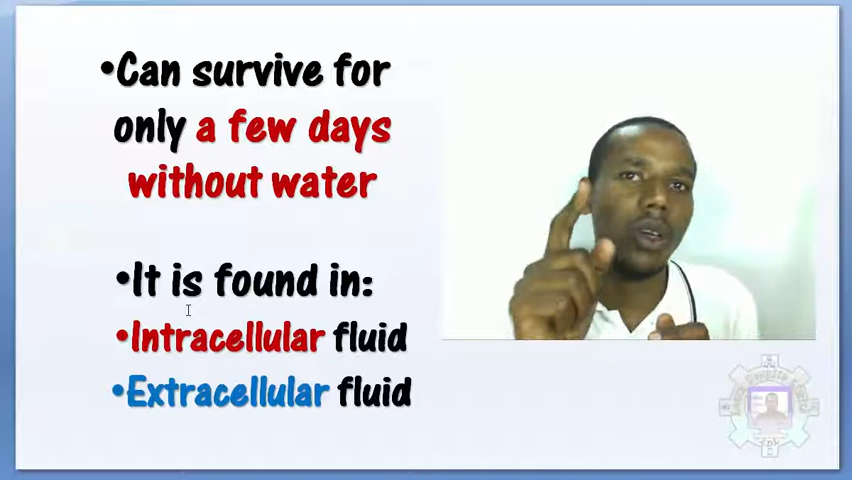 •Can survive for
only a few days
without water
•It is found in:
•Intracellular fluid
•Extracellular fluid